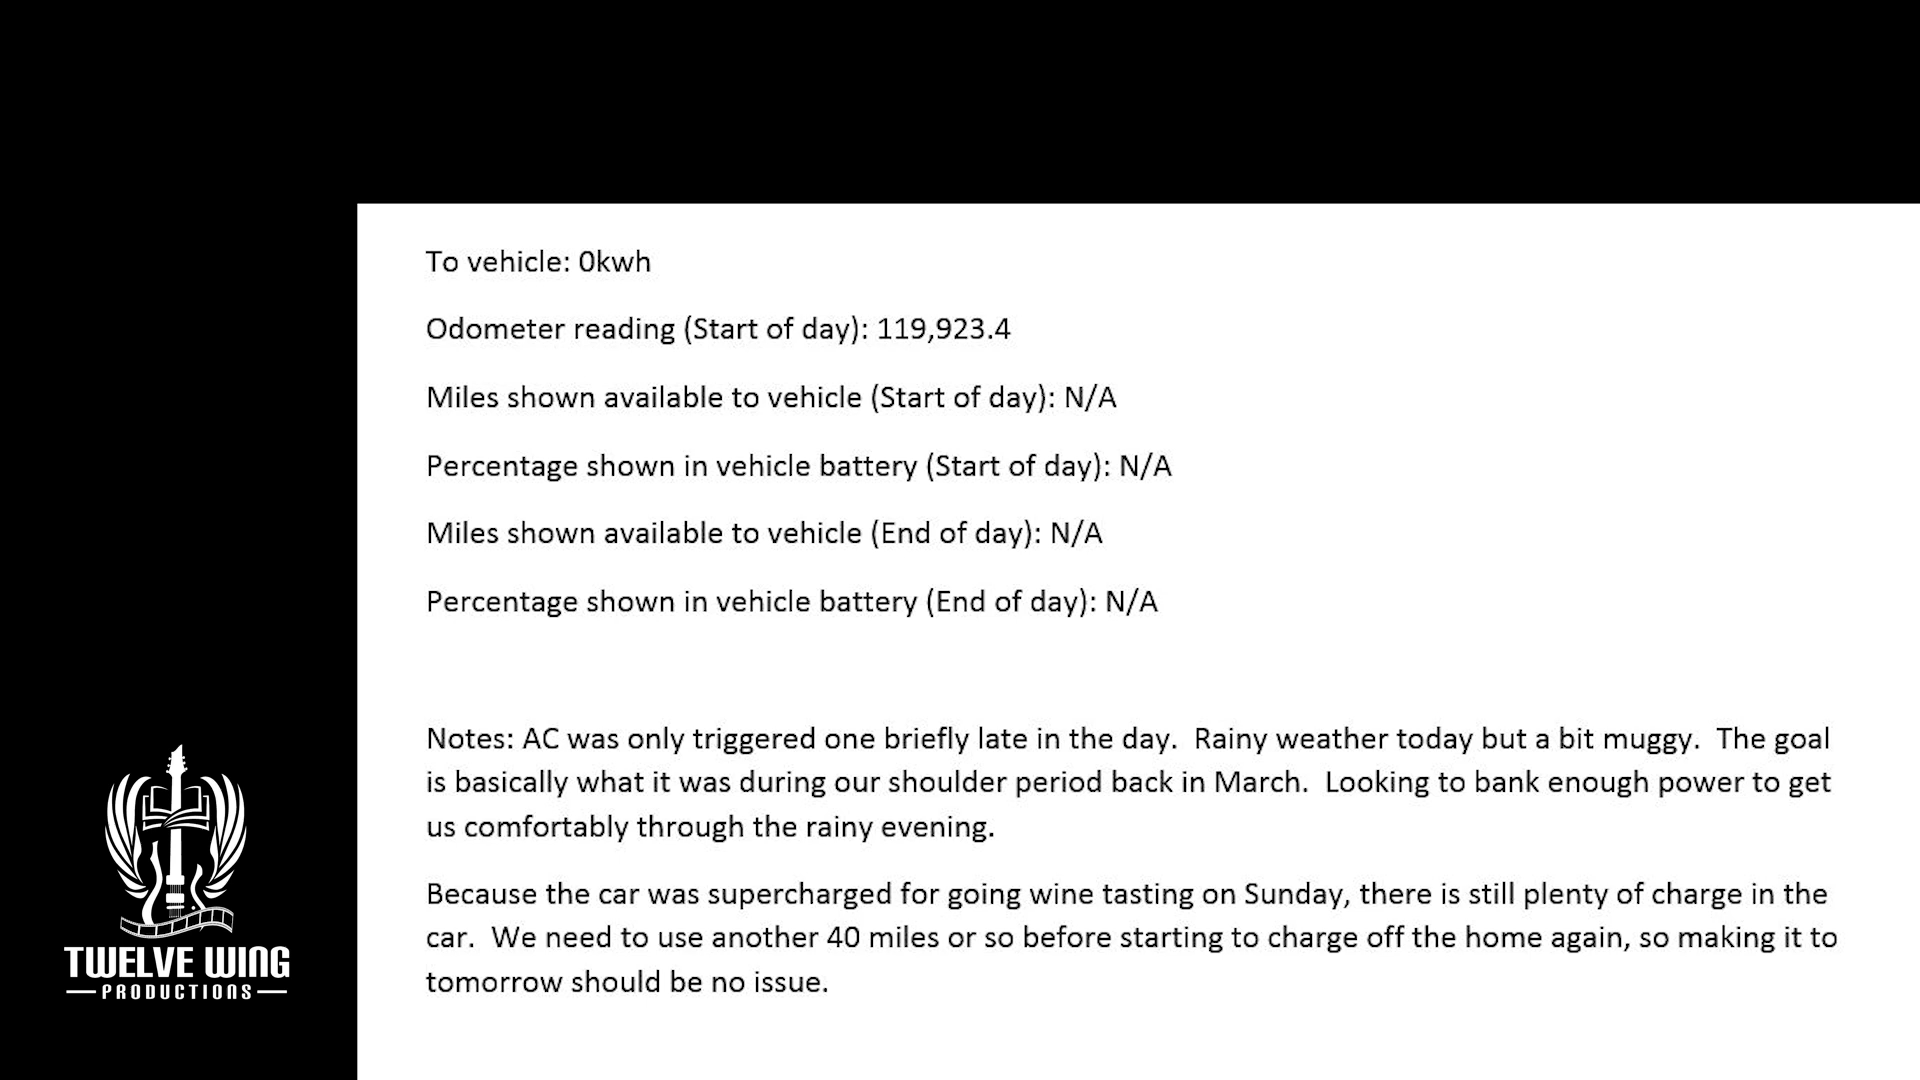 To vehicle: 0kwh
Odometer reading (Start of day): 119,923.4
Miles shown available to vehicle (Start of day): N/A
Percentage shown in vehicle battery (Start of day): N/A
Miles shown available to vehicle (End of day): N/A
Percentage shown in vehicle battery (End of day): N/A
Notes: AC was only triggered one briefly late in the day. Rainy weather today but a bit muggy. The goal
is basically what it was during our shoulder period back in March. Looking to bank enough power to get
us comfortably through the rainy evening.
Because the car was supercharged for going wine tasting on Sunday, there is still plenty of charge in the
car. We need to use another 40 miles or so before starting to charge off the home again, so making it to
tomorrow should be no issue.
TWELVE WING
PRODUCTIONS